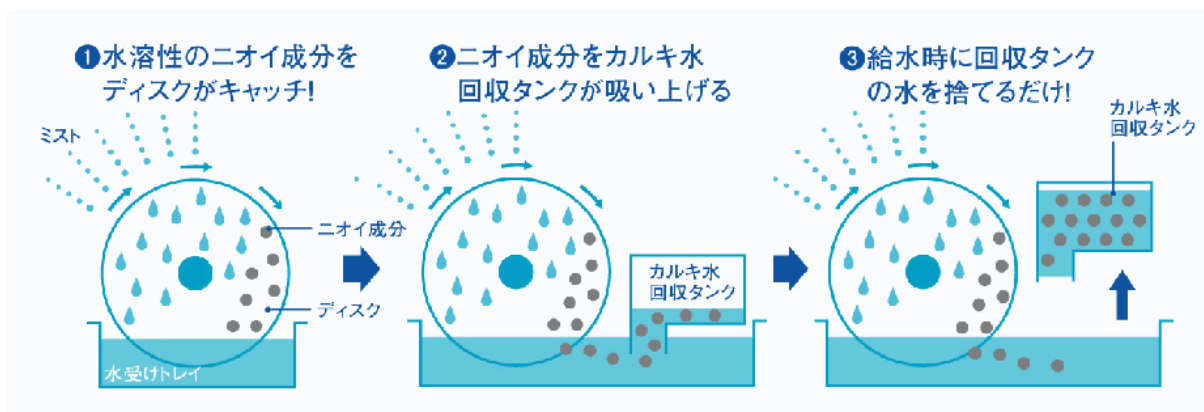 ❶水溶性のニオイ成分を
ディスクがキャッチ!
ミスト
ニオイ成分
ディスク
水受けトレイ
❷ニオイ成分をカルキ水
回収タンクが吸い上げる
カルキ水
回収タンク
❸給水時に回収タンク
の水を捨てるだけ!
カルキ水
回収タンク